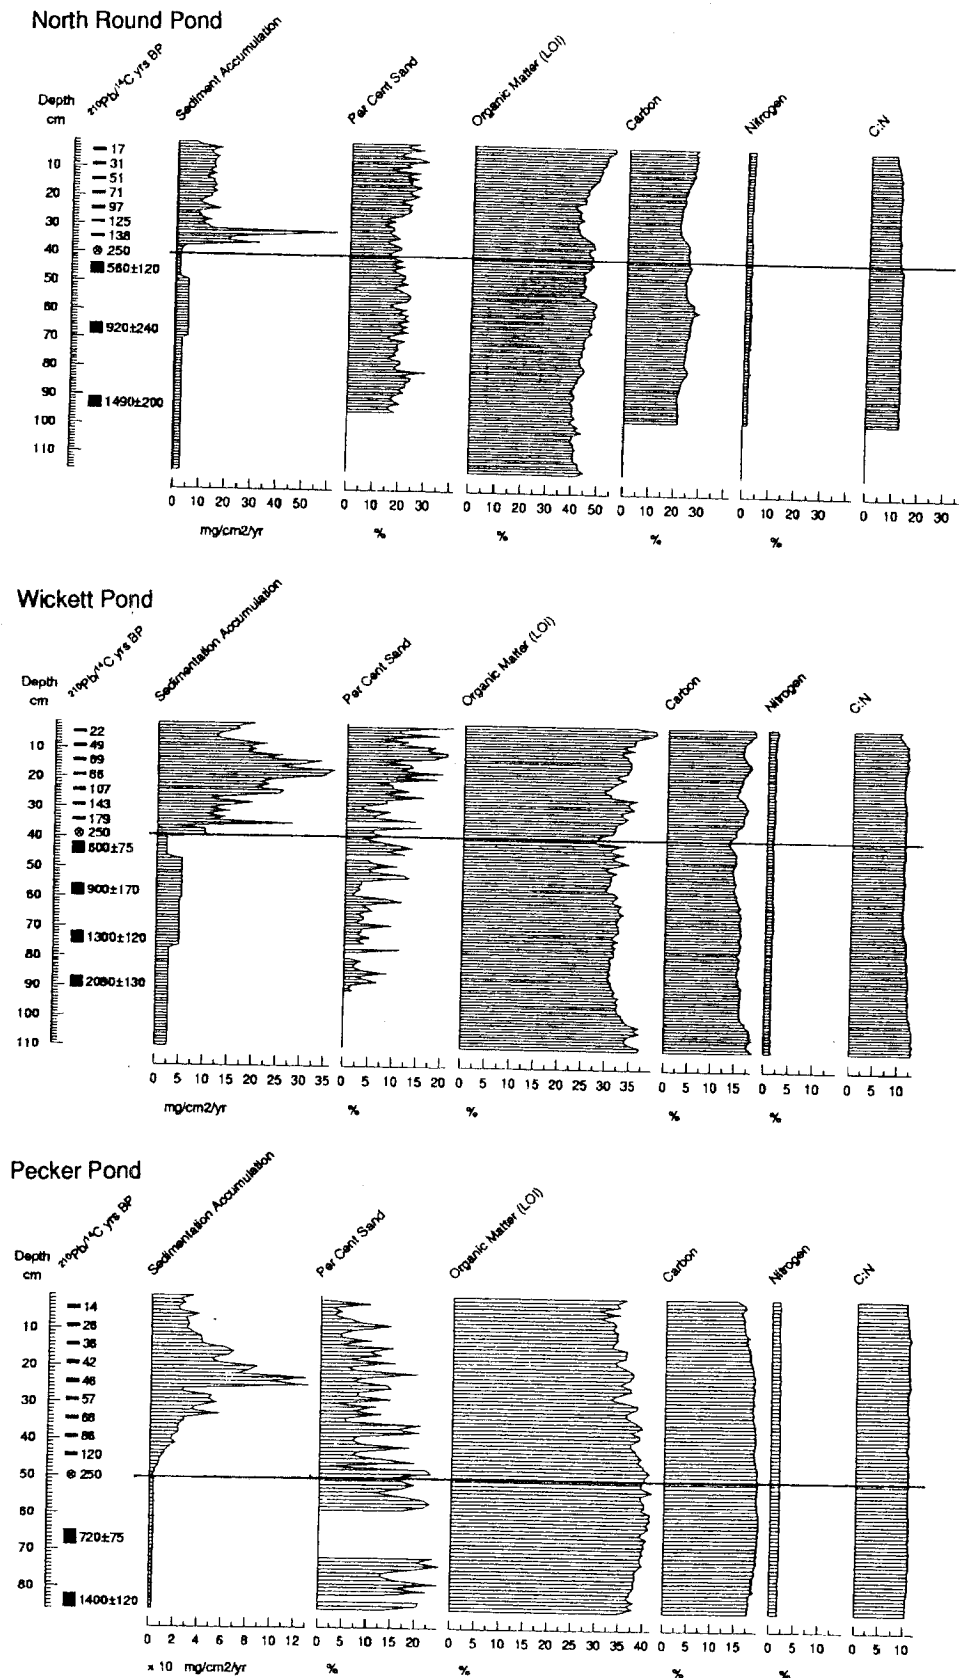 North Round Pond
Depth cm
²¹⁰Pb/¹⁴C yrs BP
Sediment Accumulation
Per Cent Sand
Organic Matter (LOI)
Carbon
Nitrogen
C:N
10 20 30 40 50 60 70 80 90 100 110
17
31
51
71
97
125
138
250
560±120
920±240
1490±200
0 10 20 30 40 50
0 10 20 30
0 10 20 30 40 50
0 10 20 30
0 10 20 30
0 10 20 30
mg/cm2/yr % % % %
Wickett Pond
Depth cm
²¹⁰Pb/¹⁴C yrs BP
Sedimentation Accumulation
Per Cent Sand
Organic Matter (LOI)
Carbon
Nitrogen
C:N
10 20 30 40 50 60 70 80 90 100 110
22
49
69
86
107
143
179
250
600±75
900±170
1300±120
2080±130
0 5 10 15 20 25 30 35
0 5 10 15 20
0 5 10 15 20 25 30 35
0 5 10 15
0 5 10
0 5 10
mg/cm2/yr % % % %
Pecker Pond
Depth cm
²¹⁰Pb/¹⁴C yrs BP
Sedimentation Accumulation
Per Cent Sand
Organic Matter (LOI)
Carbon
Nitrogen
C:N
10 20 30 40 50 60 70 80
14
26
36
42
46
57
68
86
120
250
720±75
1400±120
0 2 4 6 8 10 12
0 5 10 15 20
0 5 10 15 20 25 30 35 40
0 5 10 15
0 5 10
0 5 10
x 10 mg/cm2/yr % % % %